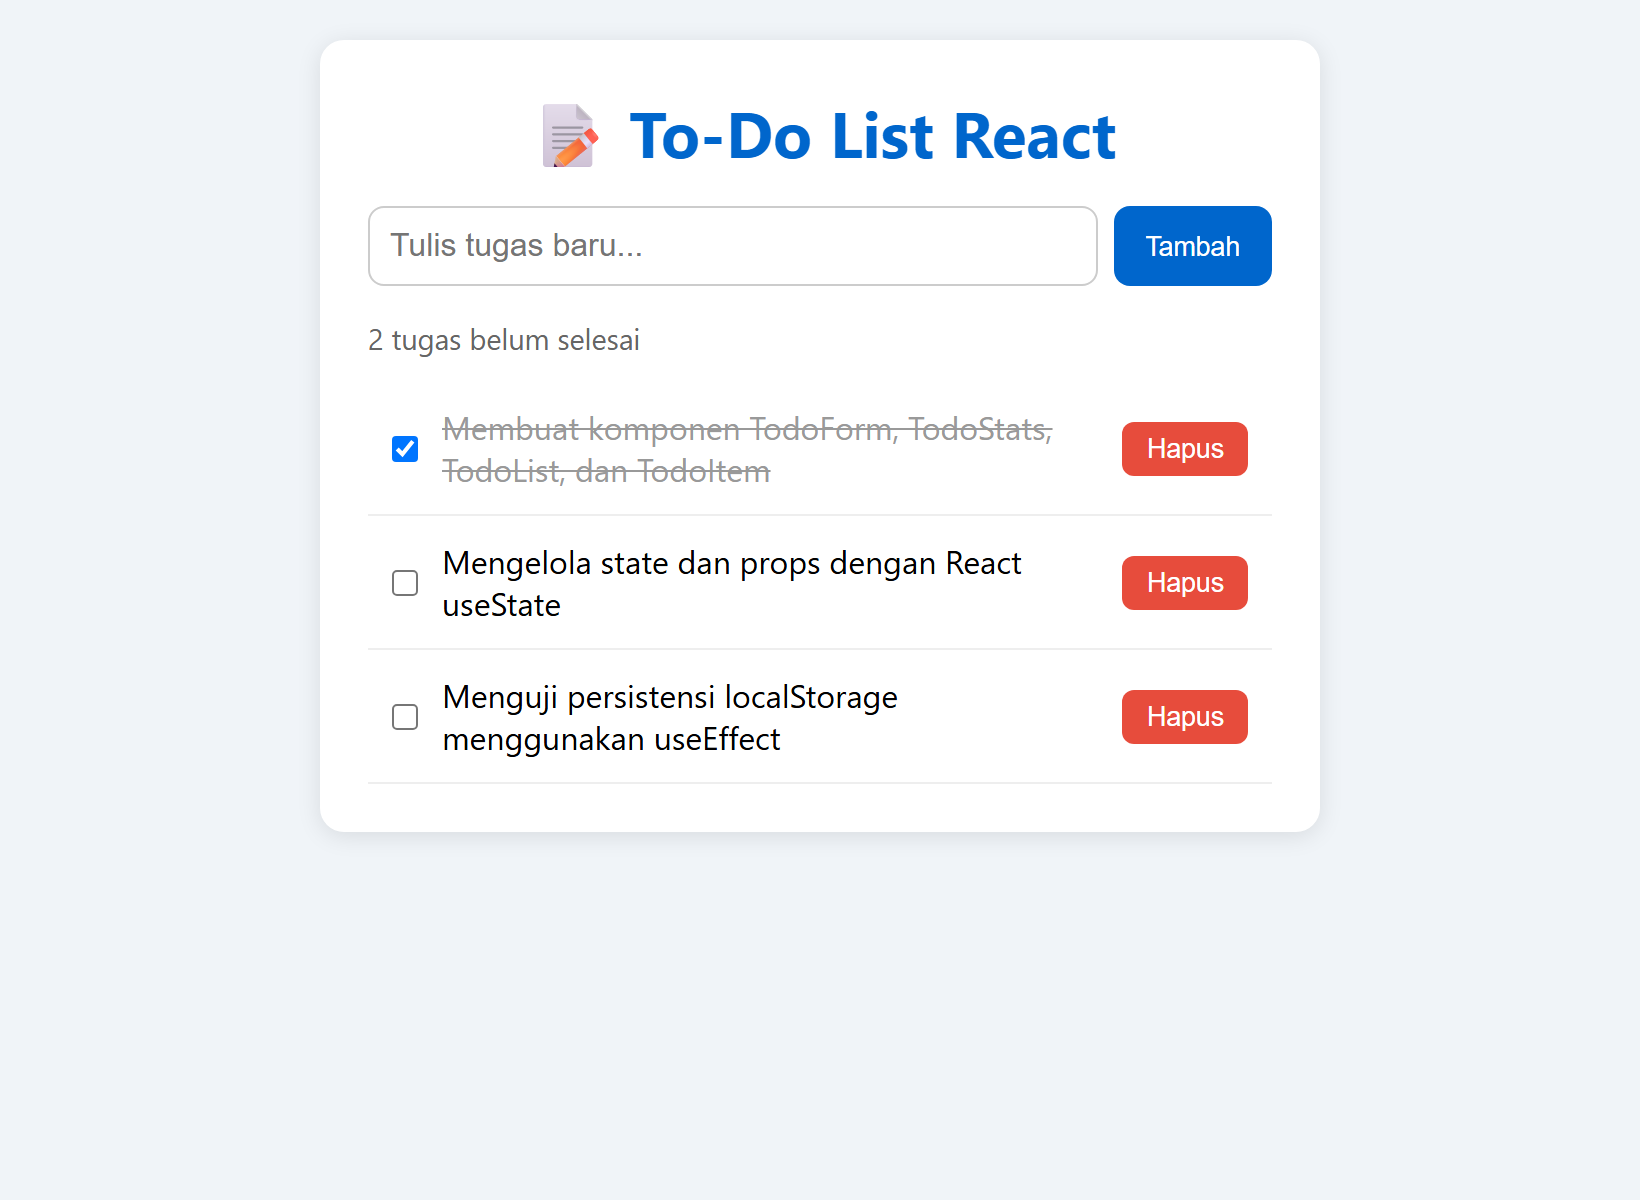 To-Do List React
Tulis tugas baru...
Tambah
2 tugas belum selesai
Membuat komponen TodoForm, TodoStats,
TodoList, dan TodoItem
Hapus
Mengelola state dan props dengan React
useState
Hapus
Menguji persistensi localStorage
menggunakan useEffect
Hapus